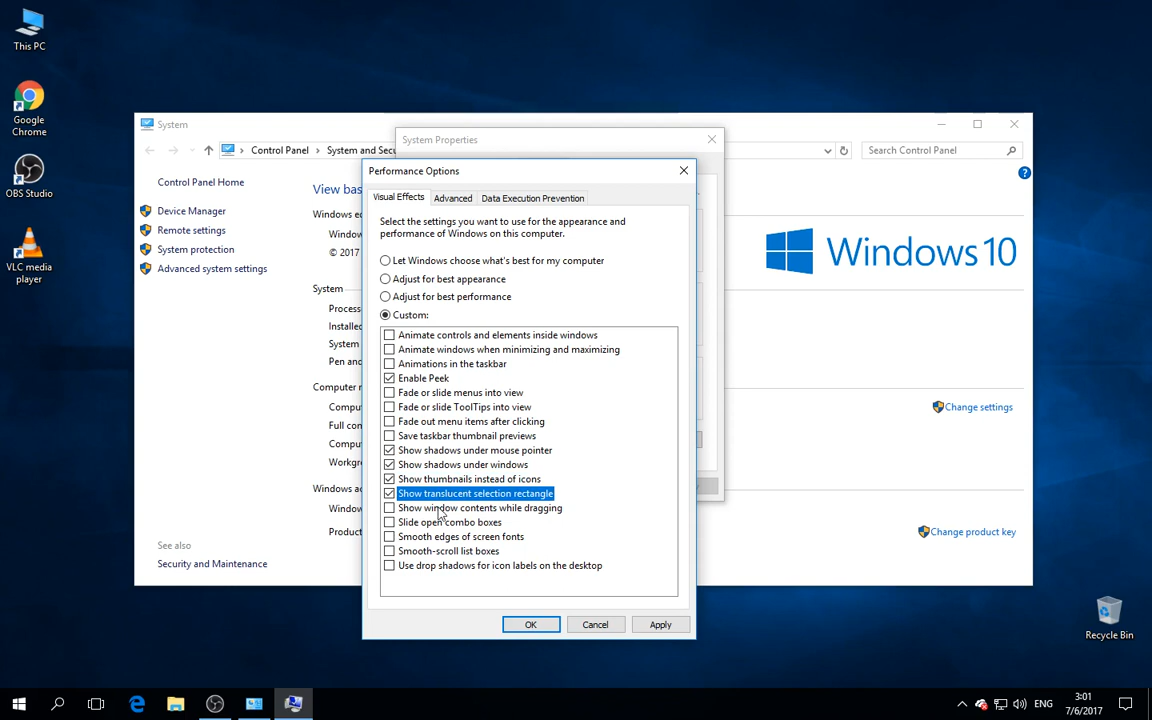 This PC
Google
Chrome
OBS Studio
VLC media
player
Recycle Bin
System
Control Panel
System and Secu
Search Control Panel
Control Panel Home
Device Manager
Remote settings
System protection
Advanced system settings
See also
Security and Maintenance
View bas
Windows ed
Windov
© 2017
System
Process
Installed
System
Pen and
Computer n
Compu
Full con
Compu
Workgr
Windows ac
Window
Product
Windows 10
Change settings
Change product key
System Properties
Performance Options
Visual Effects
Advanced
Data Execution Prevention
Select the settings you want to use for the appearance and
performance of Windows on this computer.
Let Windows choose what's best for my computer
Adjust for best appearance
Adjust for best performance
Custom:
Animate controls and elements inside windows
Animate windows when minimizing and maximizing
Animations in the taskbar
Enable Peek
Fade or slide menus into view
Fade or slide ToolTips into view
Fade out menu items after clicking
Save taskbar thumbnail previews
Show shadows under mouse pointer
Show shadows under windows
Show thumbnails instead of icons
Show translucent selection rectangle
Show window contents while dragging
Slide open combo boxes
Smooth edges of screen fonts
Smooth-scroll list boxes
Use drop shadows for icon labels on the desktop
OK
Cancel
Apply
ENG
3:01
7/6/2017